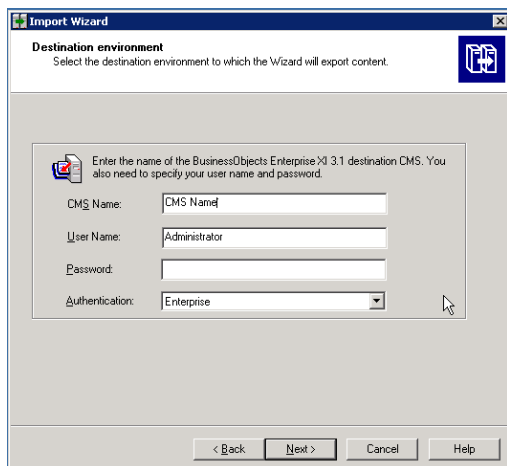 Import Wizard
Destination environment
Select the destination environment to which the Wizard will export content.
Enter the name of the BusinessObjects Enterprise XI 3.1 destination CMS. You
also need to specify your user name and password.
CMS Name: CMS Name
User Name: Administrator
Password:
Authentication: Enterprise
< Back Next > Cancel Help